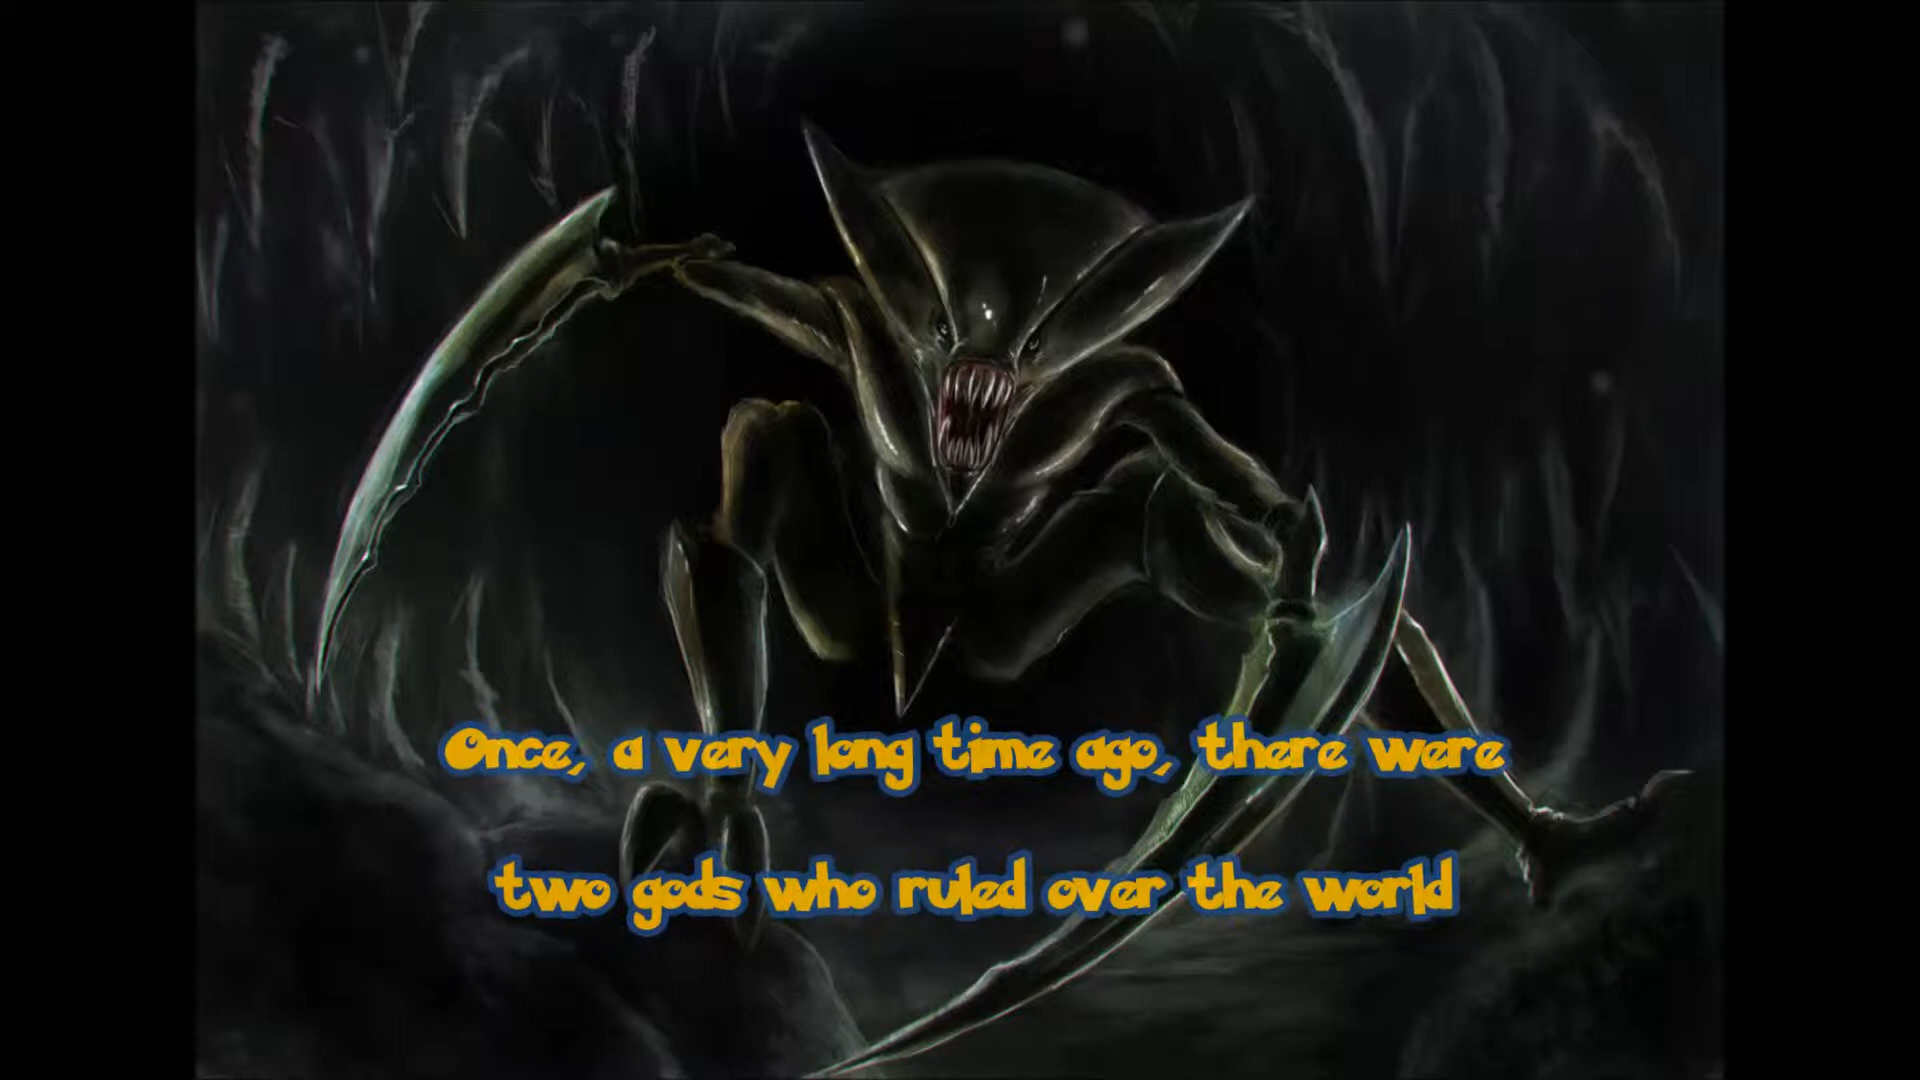 Once, a very long time ago, there were
two gods who ruled over the world